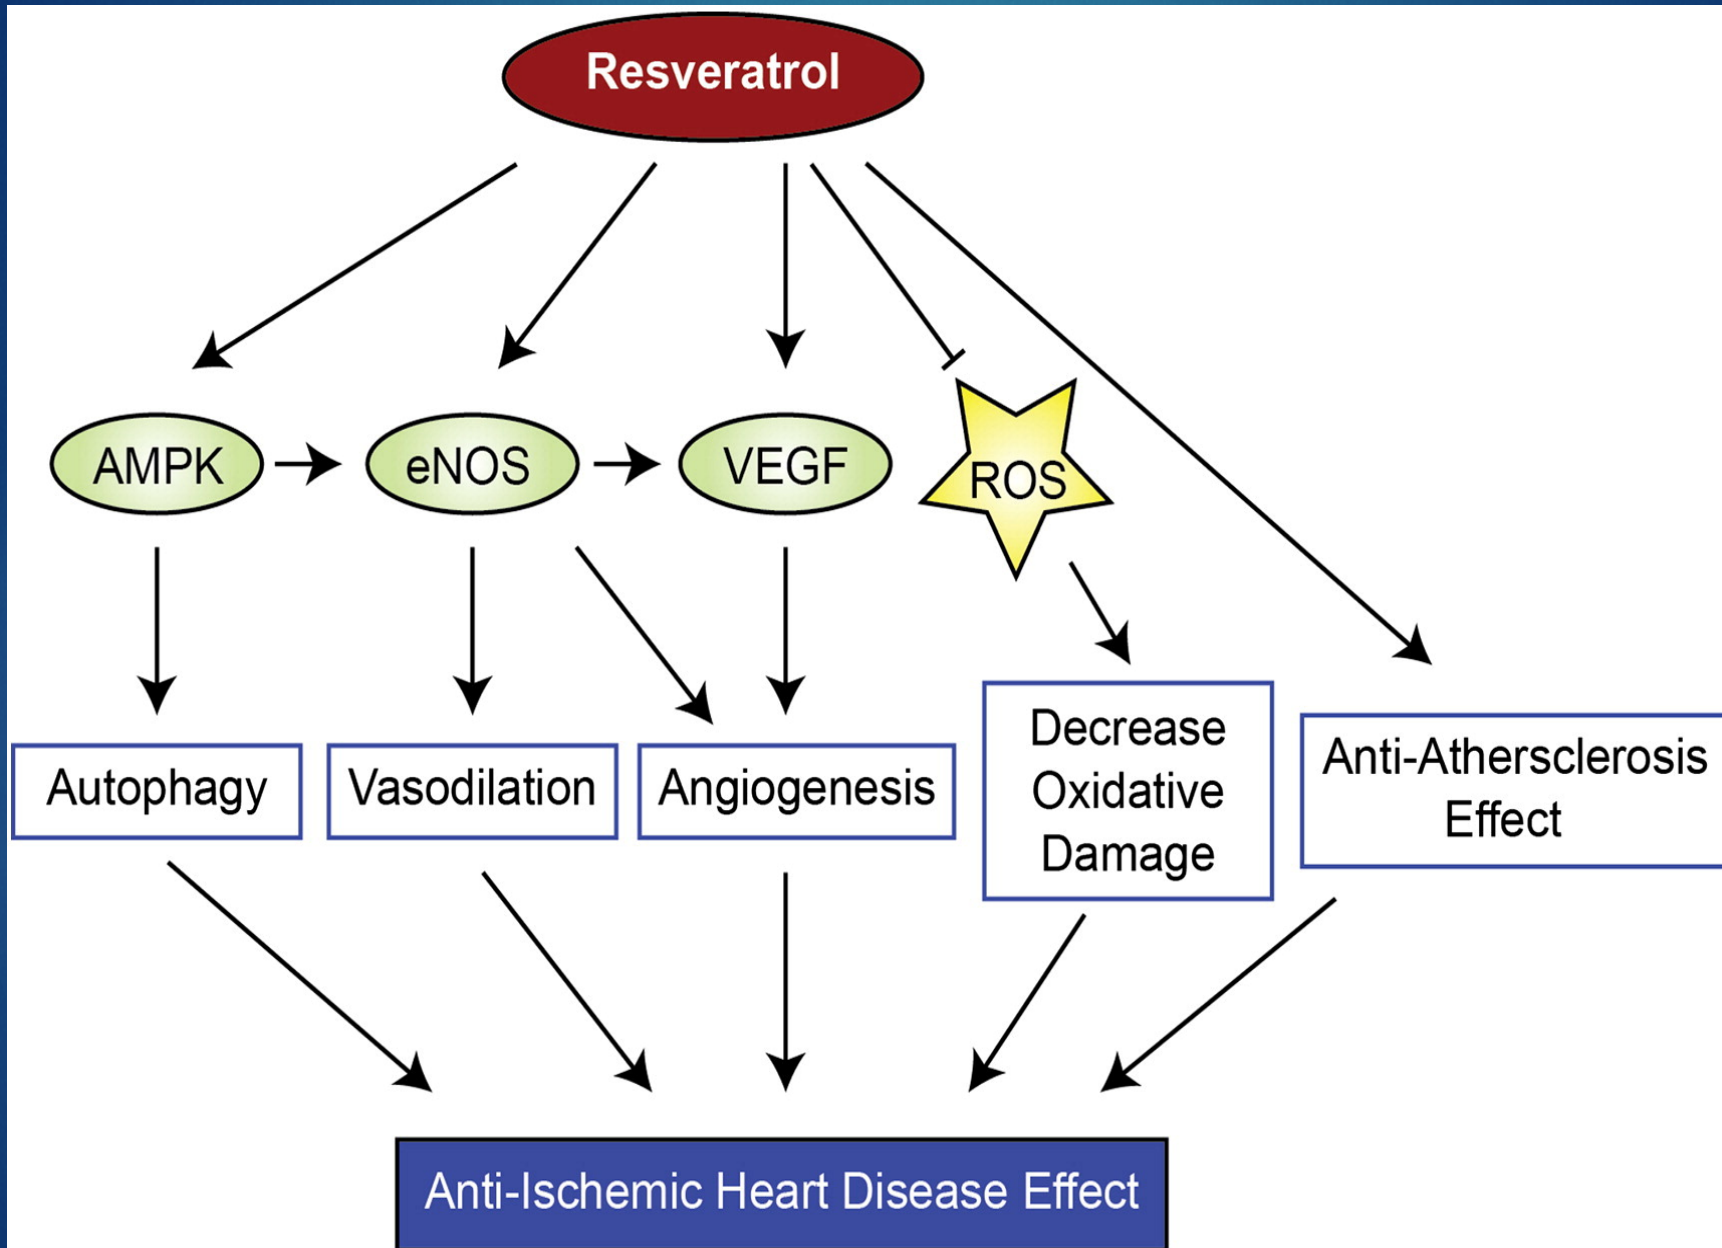 Resveratrol
AMPK
eNOS
VEGF
ROS
Autophagy
Vasodilation
Angiogenesis
Decrease
Oxidative
Damage
Anti-Athersclerosis
Effect
Anti-Ischemic Heart Disease Effect